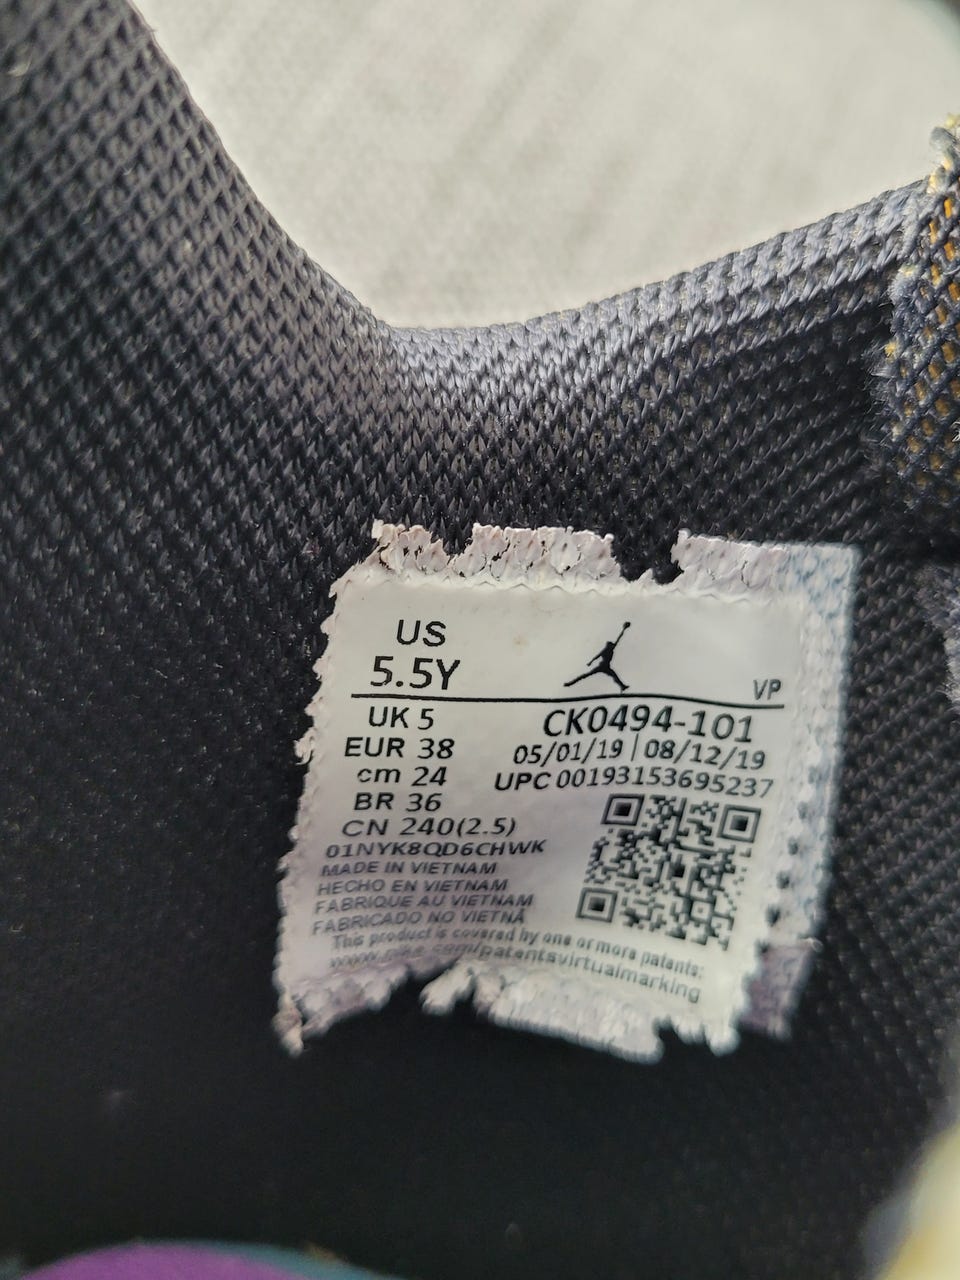 US
5.5Y
VP
UK 5
EUR 38
cm 24
BR 36
CN 240(2.5)
CK0494-101
05/01/19 | 08/12/19
UPC 00193153695237
01NYK8QD6CHWK
MADE IN VIETNAM
HECHO EN VIETNAM
FABRIQUE AU VIETNAM
FABRICADO NO VIETNÃ
This product is covered by one or more patents:
www.nike.com/patentsvirtualmarking